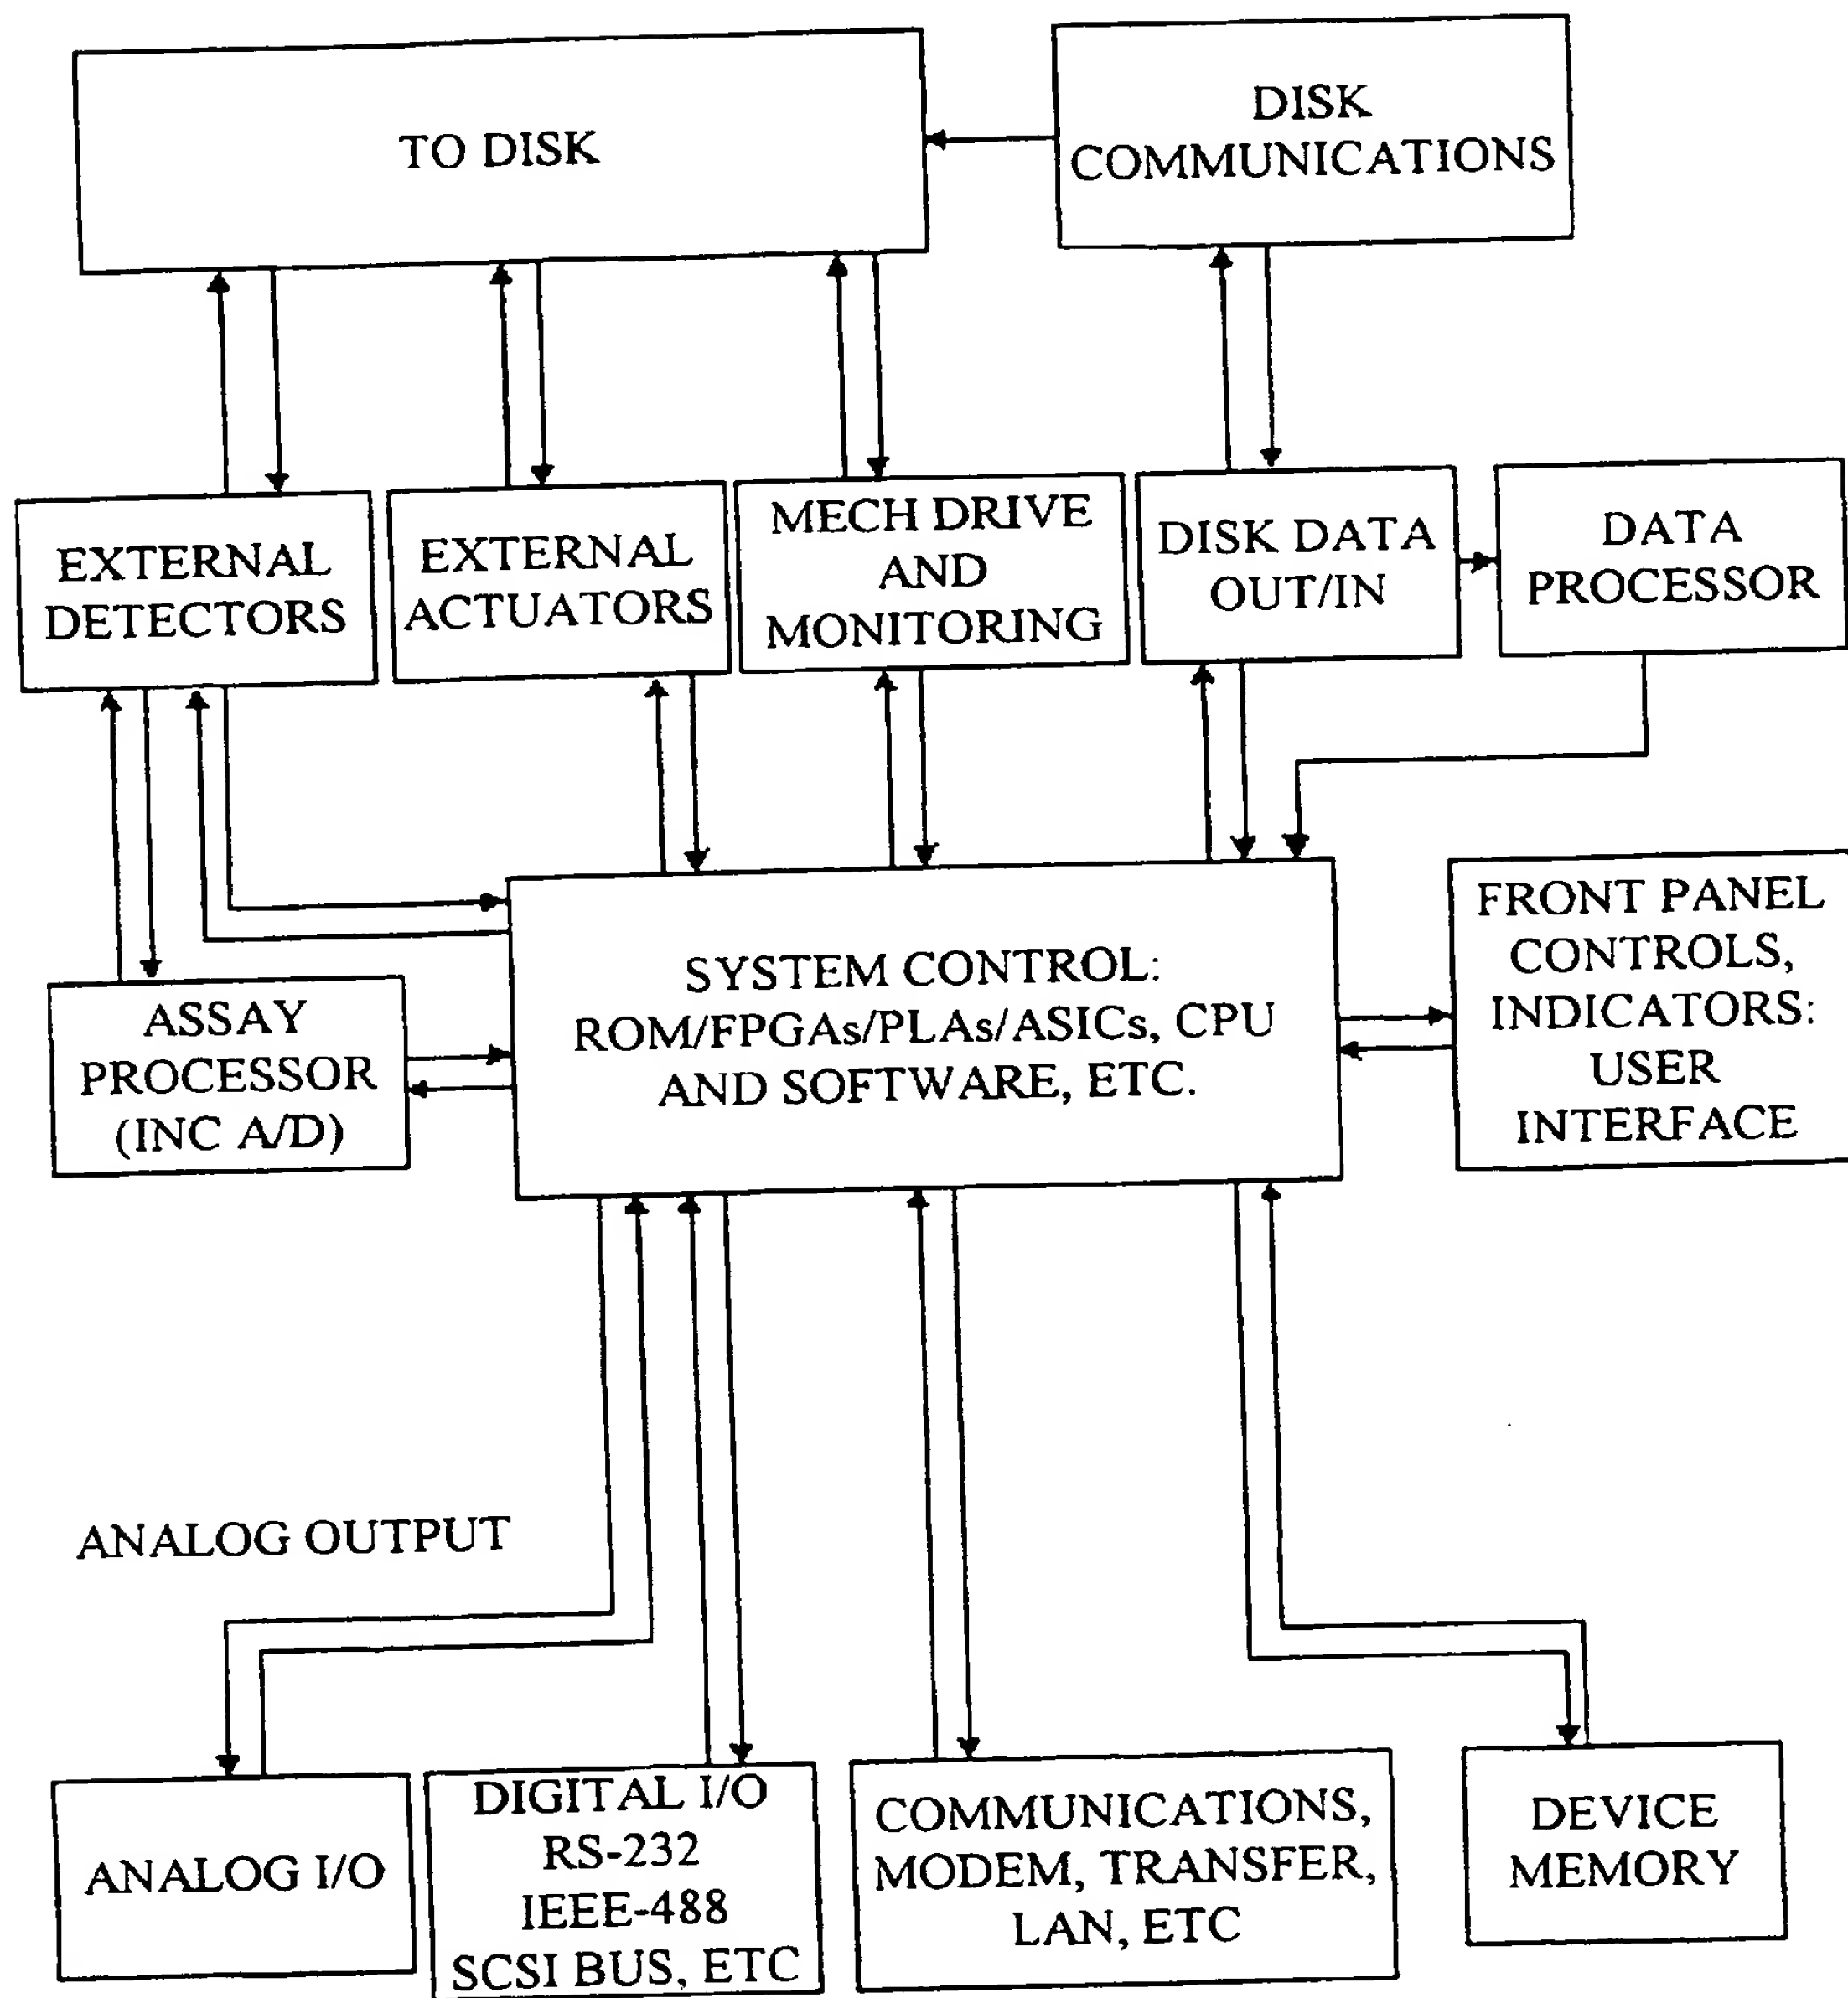 TO DISK
DISK
COMMUNICATIONS
EXTERNAL
DETECTORS
EXTERNAL
ACTUATORS
MECH DRIVE
AND
MONITORING
DISK DATA
OUT/IN
DATA
PROCESSOR
ASSAY
PROCESSOR
(INC A/D)
SYSTEM CONTROL:
ROM/FPGAs/PLAs/ASICs, CPU
AND SOFTWARE, ETC.
FRONT PANEL
CONTROLS,
INDICATORS:
USER
INTERFACE
ANALOG OUTPUT
ANALOG I/O
DIGITAL I/O
RS-232
IEEE-488
SCSI BUS, ETC
COMMUNICATIONS,
MODEM, TRANSFER,
LAN, ETC
DEVICE
MEMORY